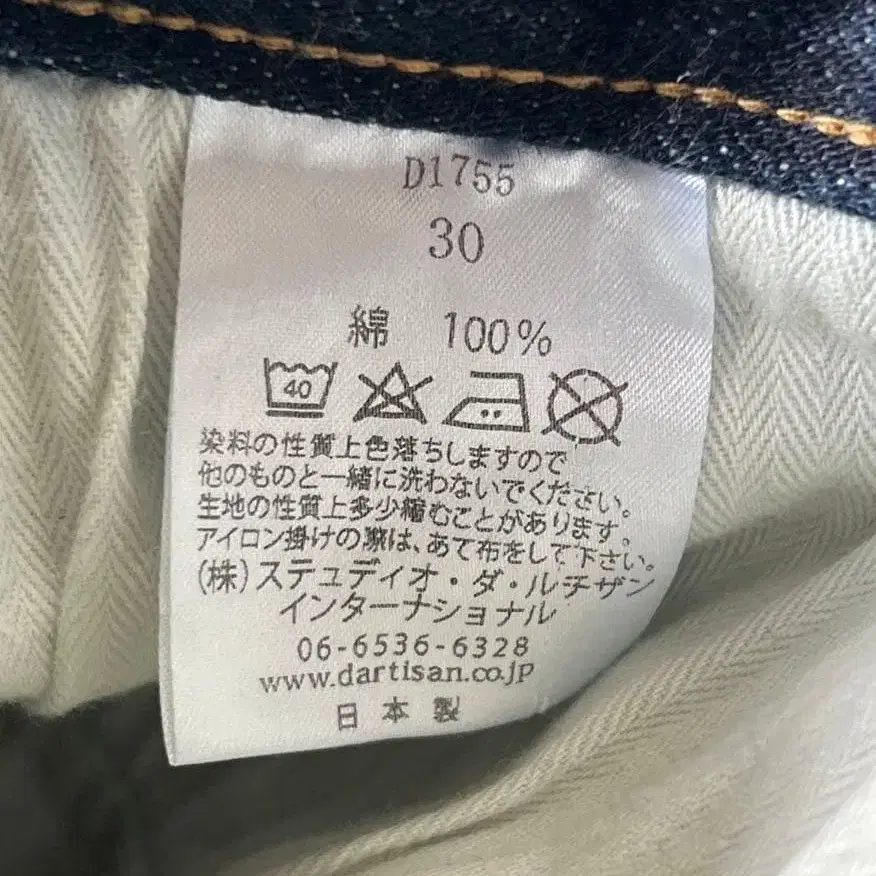 D1755
30
綿 100%
40
染料の性質上色落ちしますので
他のものと一緒に洗わないでください。
生地の性質上多少縮むことがあります。
アイロン掛けの際は、あて布をして下さい。
(株)ステュディオ・ダ・ルチザン
インターナショナル
06-6536-6328
www.dartisan.co.jp
日本製